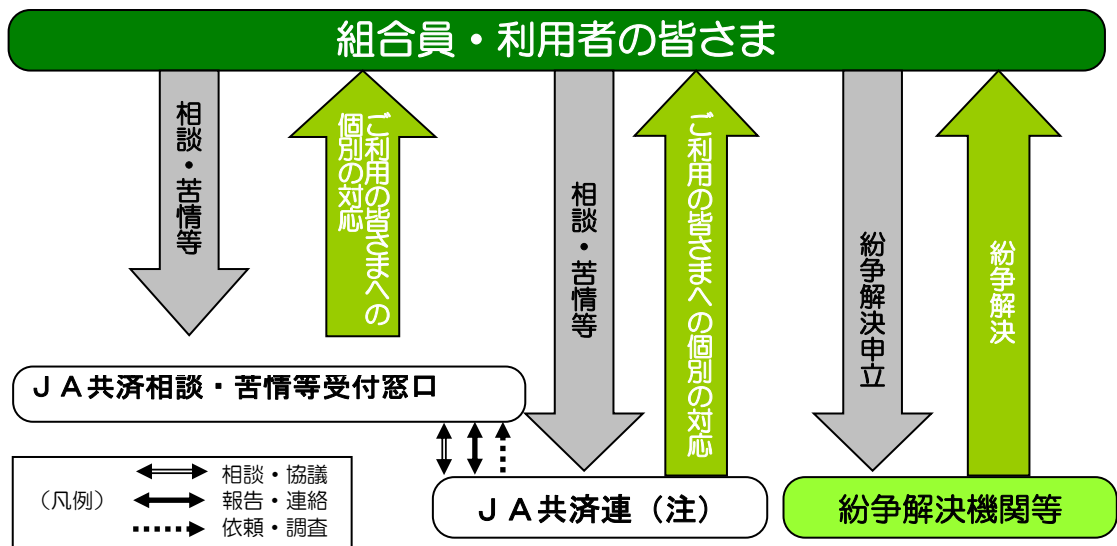 組合員・利用者の皆さま
相談・苦情等
ご利用の皆さまへの
個別の対応
相談・苦情等
ご利用の皆さまへの個別の対応
紛争解決申立
紛争解決
ＪＡ共済相談・苦情等受付窓口
ＪＡ共済連（注）
紛争解決機関等
（凡例）
相談・協議
報告・連絡
依頼・調査